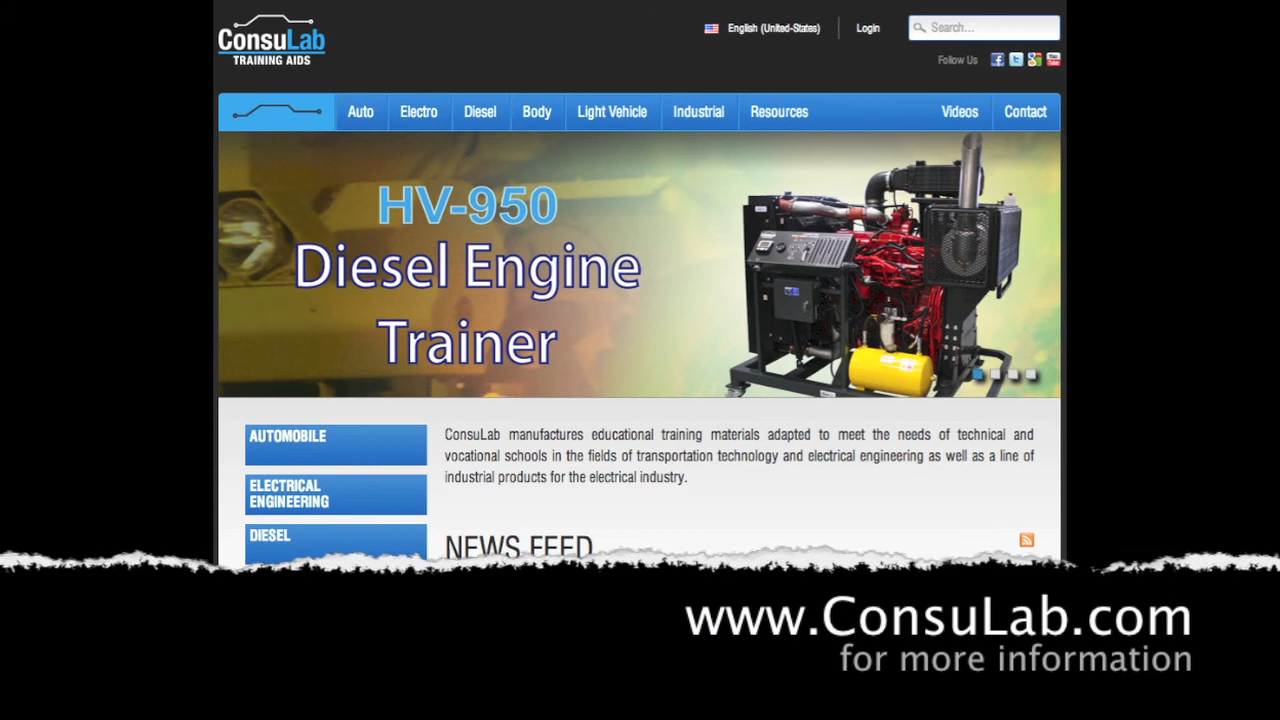 ConsuLab
TRAINING AIDS
English (United-States)
Login
Search...
Follow Us
Auto
Electro
Diesel
Body
Light Vehicle
Industrial
Resources
Videos
Contact
HV-950
Diesel Engine
Trainer
AUTOMOBILE
ELECTRICAL
ENGINEERING
DIESEL
ConsuLab manufactures educational training materials adapted to meet the needs of technical and
vocational schools in the fields of transportation technology and electrical engineering as well as a line of
industrial products for the electrical industry.
NEWS FEED
www.ConsuLab.com
for more information